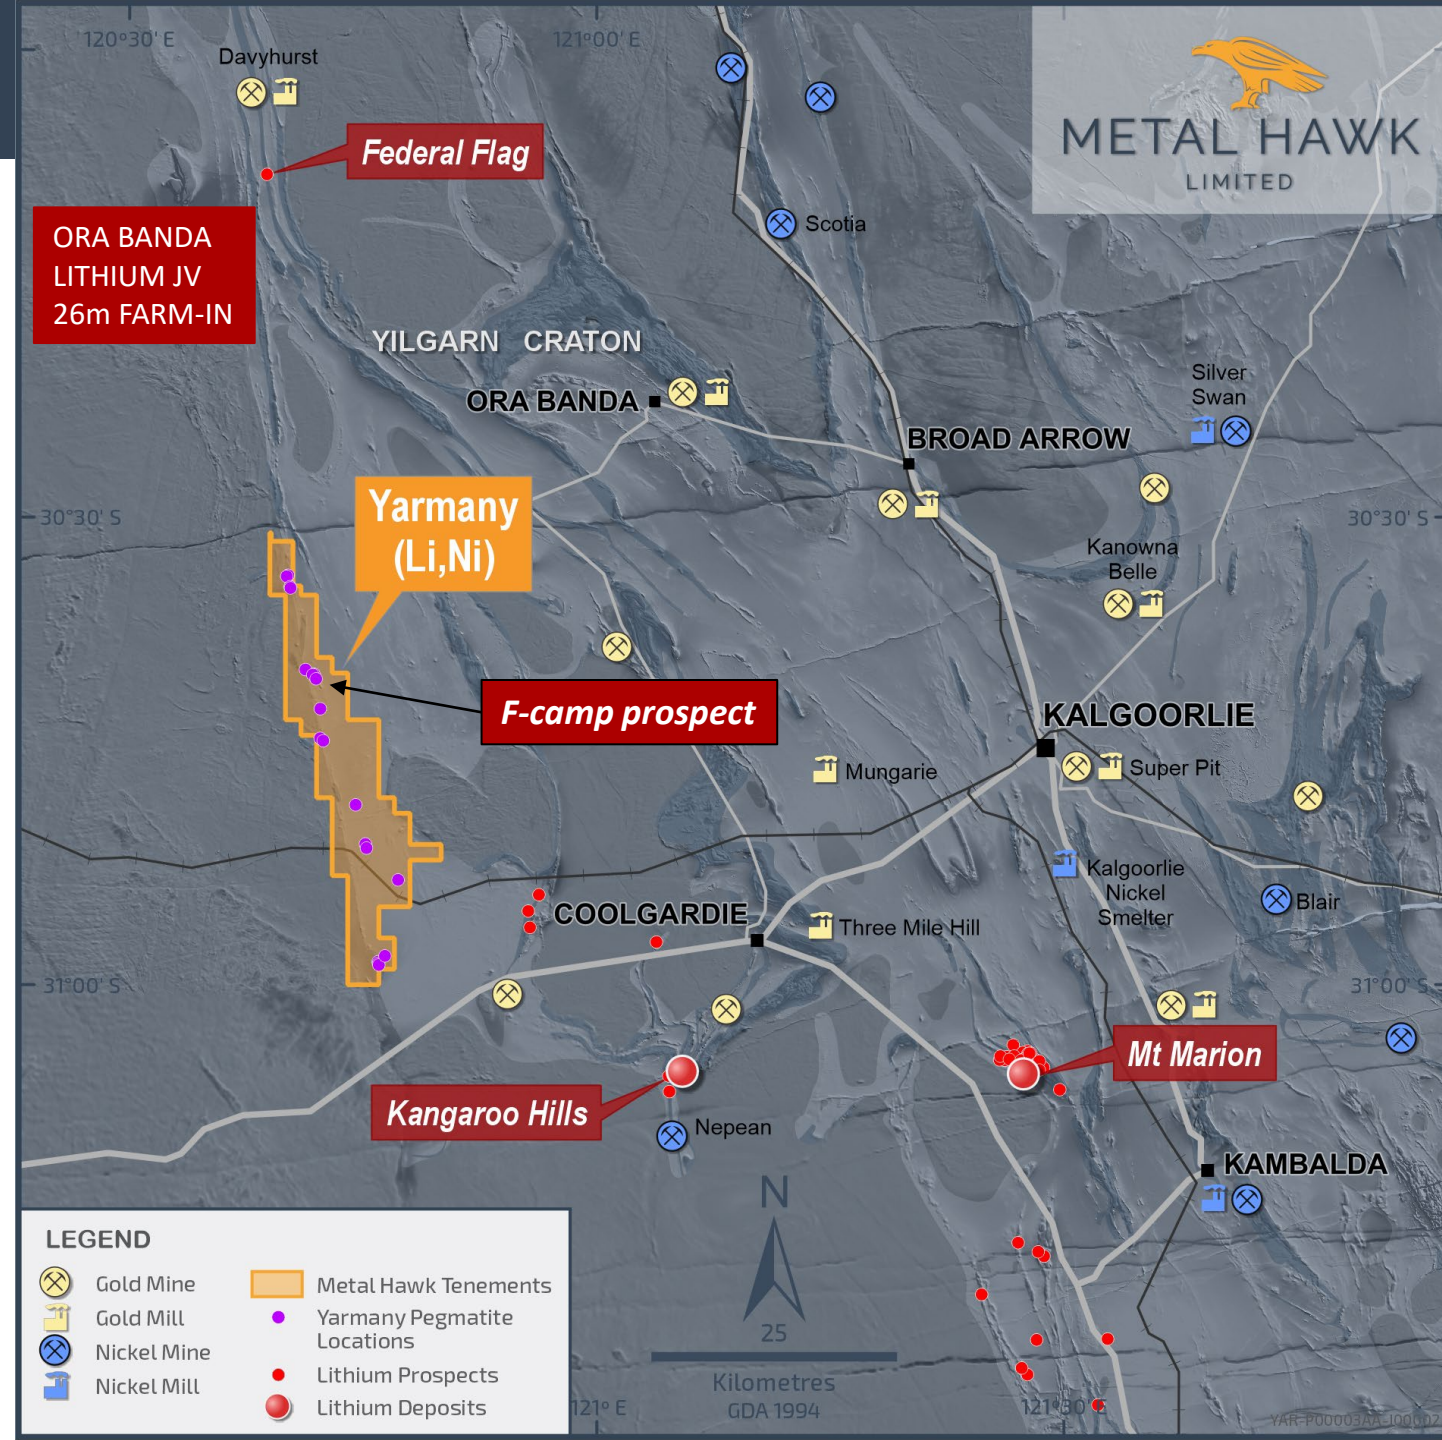 120°30' E
121°00' E
Davyhurst
METAL HAWK
LIMITED
Federal Flag
ORA BANDA
LITHIUM JV
26m FARM-IN
Scotia
YILGARN CRATON
ORA BANDA
Silver
Swan
BROAD ARROW
Yarmany
(Li,Ni)
30°30' S
30°30' S
Kanowna
Belle
F-camp prospect
KALGOORLIE
Mungarie
Super Pit
Kalgoorlie
Nickel
Smelter
Blair
COOLGARDIE
Three Mile Hill
31°00' S
31°00' S
Mt Marion
Kangaroo Hills
Nepean
KAMBALDA
N
25
Kilometres
GDA 1994
121° E
121°30' E
YAR-P00003AA-J00002
LEGEND
Gold Mine
Gold Mill
Nickel Mine
Nickel Mill
Metal Hawk Tenements
Yarmany Pegmatite
Locations
Lithium Prospects
Lithium Deposits